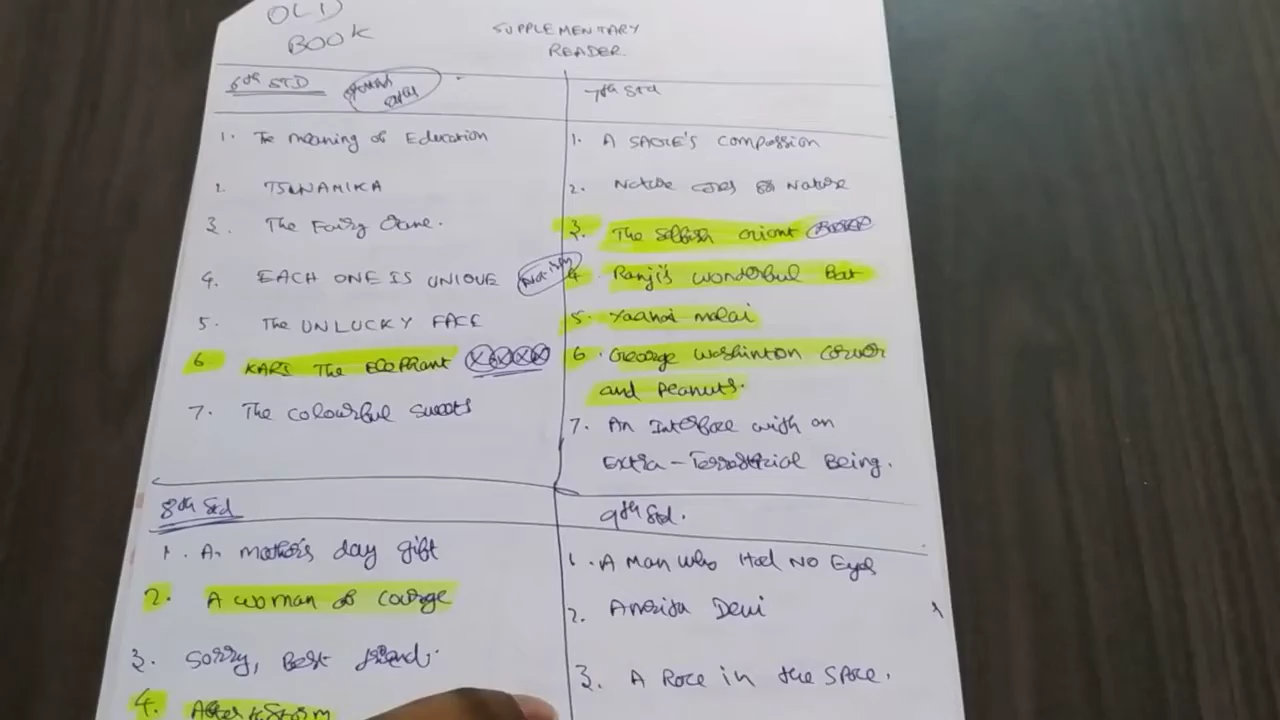 OLD
BOOK
SUPPLEMENTARY
READER.
6th STD
1. The meaning of Education
2. TSUNAMIKA
3. The Fairy Crane.
4. EACH ONE IS UNIQUE
5. The UNLUCKY FACE
6 KARI The Elephant
7. The colourful sweets
7th Std
1. A SAGE'S compassion
2. Nature Nature
3. The Selfish Giant
4 Ranji's wonderful Bat
5. Yaanai malai
6. George Washinton Corver
and Peanuts.
7. An Interface with an
Extra-Terrestrial Being.
8th Std
1. A mother's day gift
2. A woman of Courage
3. Sorry, Best friend.
4. After Storm
9th Std.
1. A Man who Had No Eyes
2. Amrita Devi
3. A Race in the SPAce.